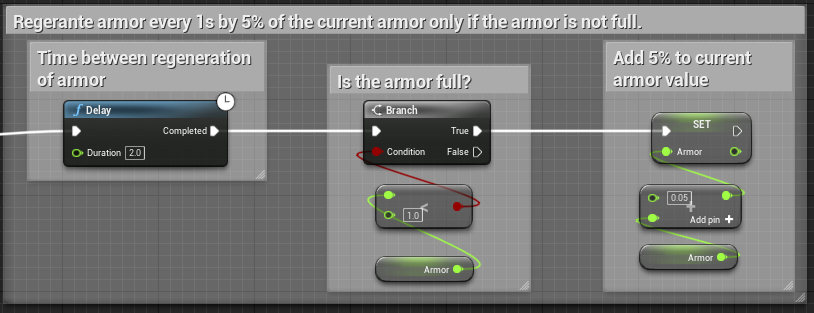 Regerante armor every 1s by 5% of the current armor only if the armor is not full.
Time between regeneration
of armor
Delay
Completed
Duration 2.0
Is the armor full?
Branch
True
Condition False
<
1.0
Armor
Add 5% to current
armor value
SET
Armor
0.05
+
Add pin +
Armor